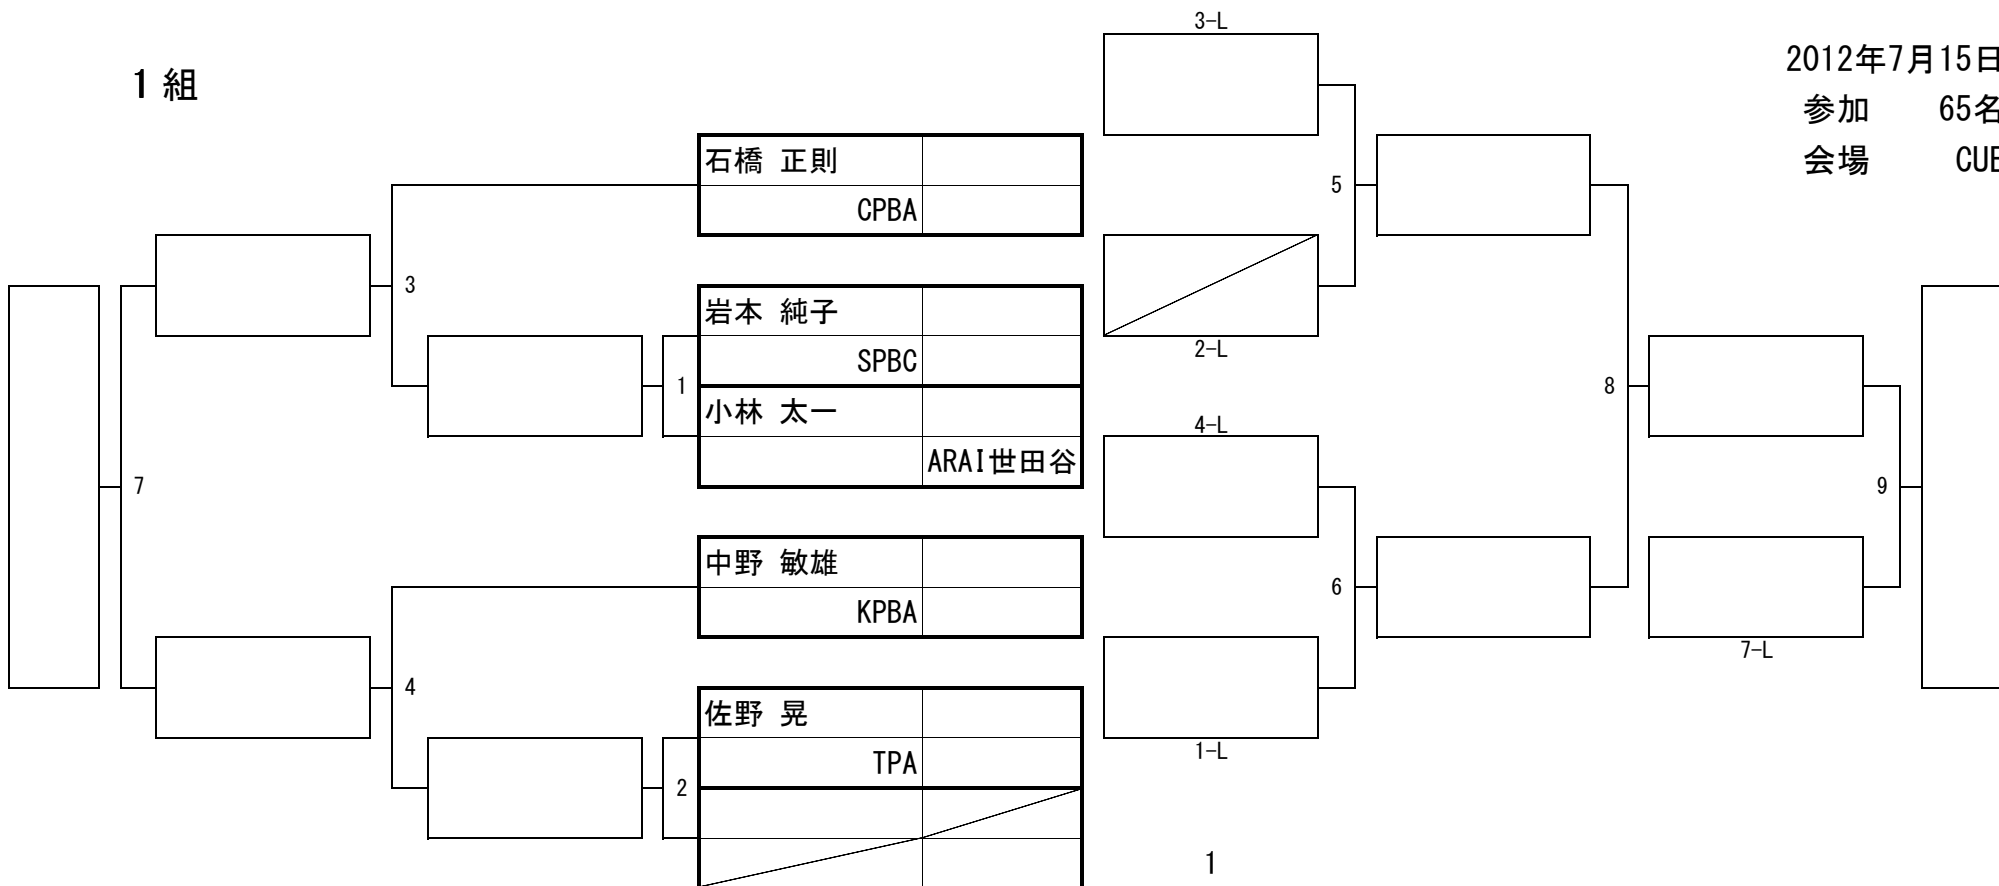 1 組
2012年7月15日
参加 65名
会場 CUE
3-L
石橋 正則
CPBA
5
3
岩本 純子
SPBC
2-L
1
小林 太一
ARAI世田谷
8
4-L
7
9
中野 敏雄
KPBA
6
7-L
4
佐野 晃
TPA
1-L
2
1